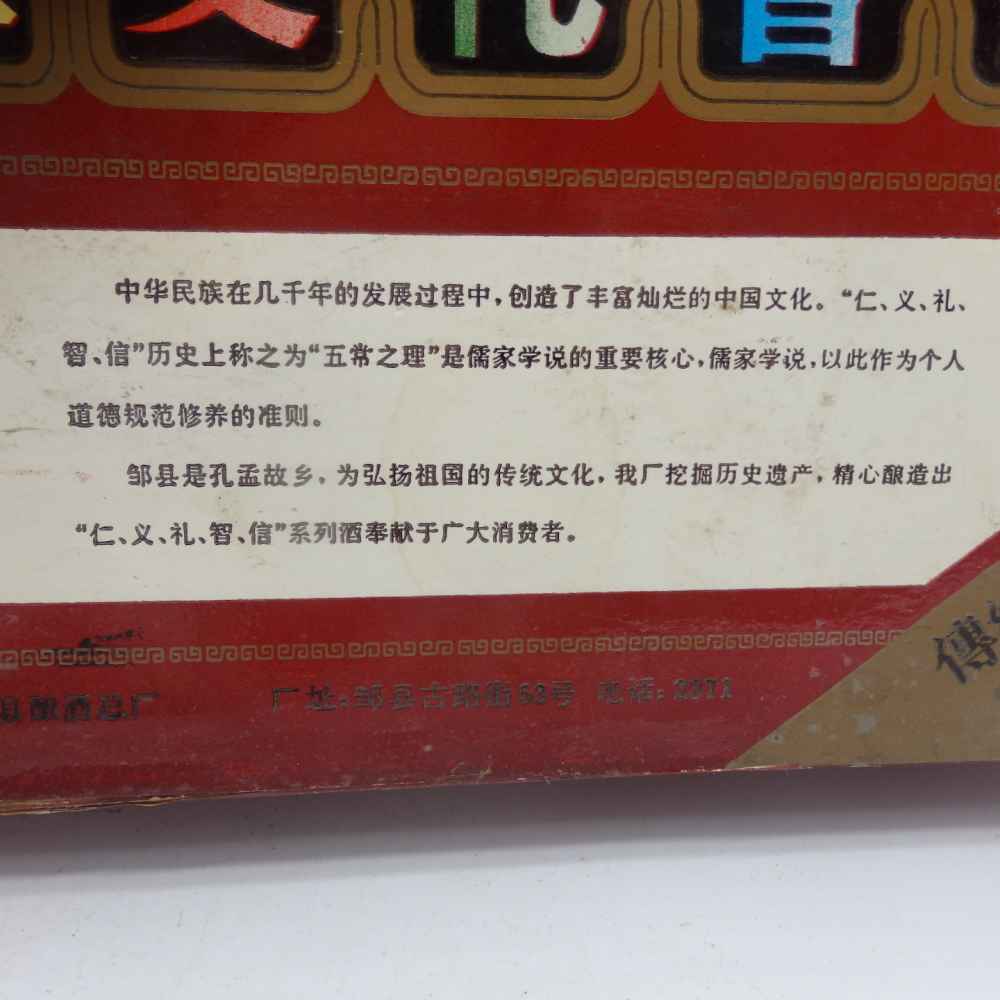 中华民族在几千年的发展过程中，创造了丰富灿烂的中国文化。“仁、义、礼、
智、信”历史上称之为“五常之理”是儒家学说的重要核心，儒家学说，以此作为个人
道德规范修养的准则。
邹县是孔孟故乡，为弘扬祖国的传统文化，我厂挖掘历史遗产，精心酿造出
“仁、义、礼、智、信”系列酒奉献于广大消费者。
县酿酒总厂 厂址：邹县古路街53号 电话：2371
傳